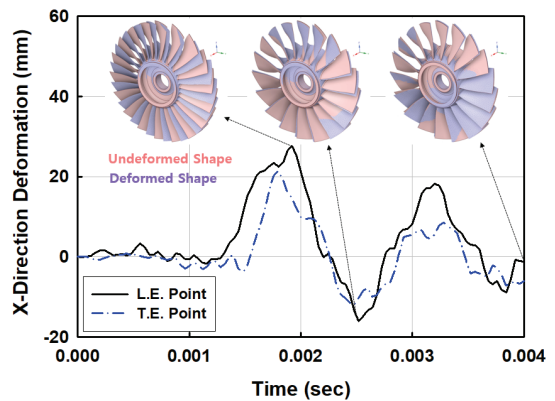 60
40
20
0
-20
X-Direction Deformation (mm)
Undeformed Shape
Deformed Shape
L.E. Point
T.E. Point
0.000
0.001
0.002
0.003
0.004
Time (sec)